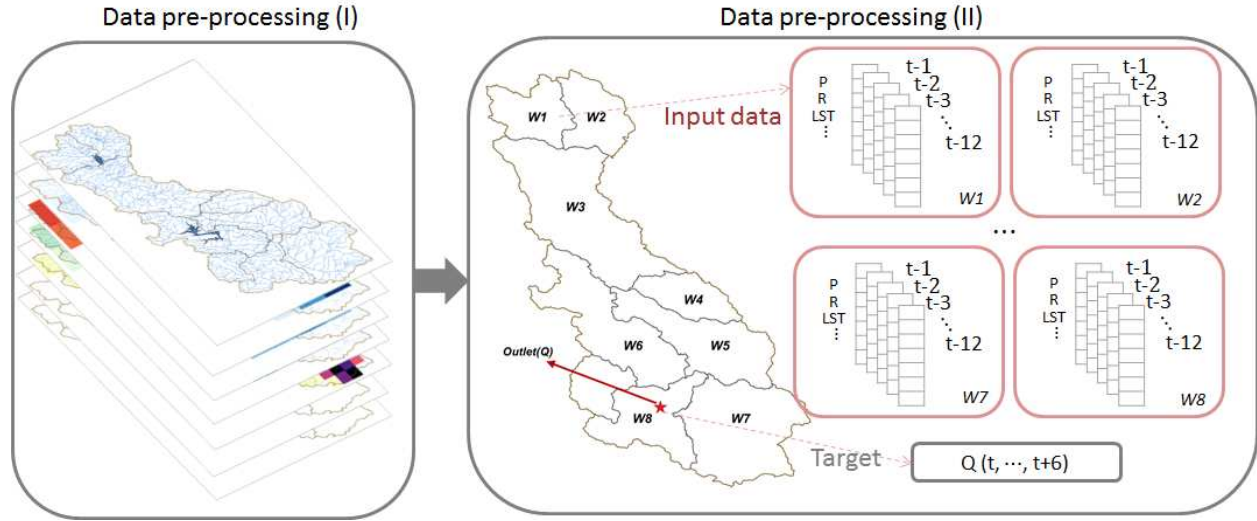 Data pre-processing (I)
Data pre-processing (II)
W1
W2
W3
W4
W5
W6
W7
W8
Outlet(Q)
Input data
Target
P
R
LST
⋮
t-1
t-2
t-3
⋱
t-12
W1
P
R
LST
⋮
t-1
t-2
t-3
⋱
t-12
W2
...
P
R
LST
⋮
t-1
t-2
t-3
⋱
t-12
W7
P
R
LST
⋮
t-1
t-2
t-3
⋱
t-12
W8
Q (t, ⋯, t+6)